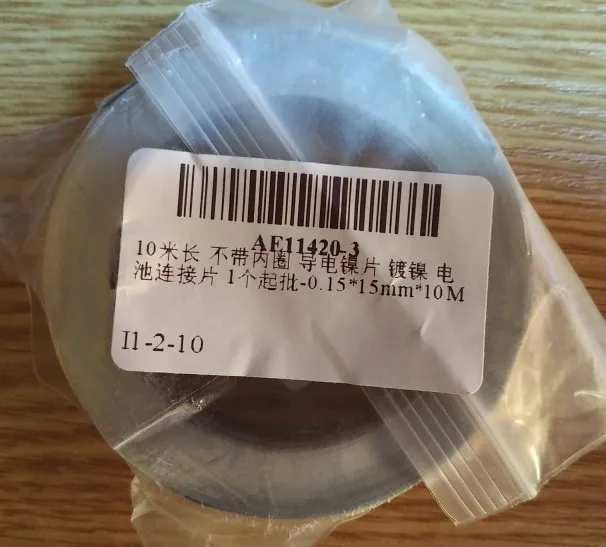 AE11420-3
10米长 不带内圈 导电镍片 镀镍 电
池连接片 1个起批-0.15*15mm*10M
I1-2-10